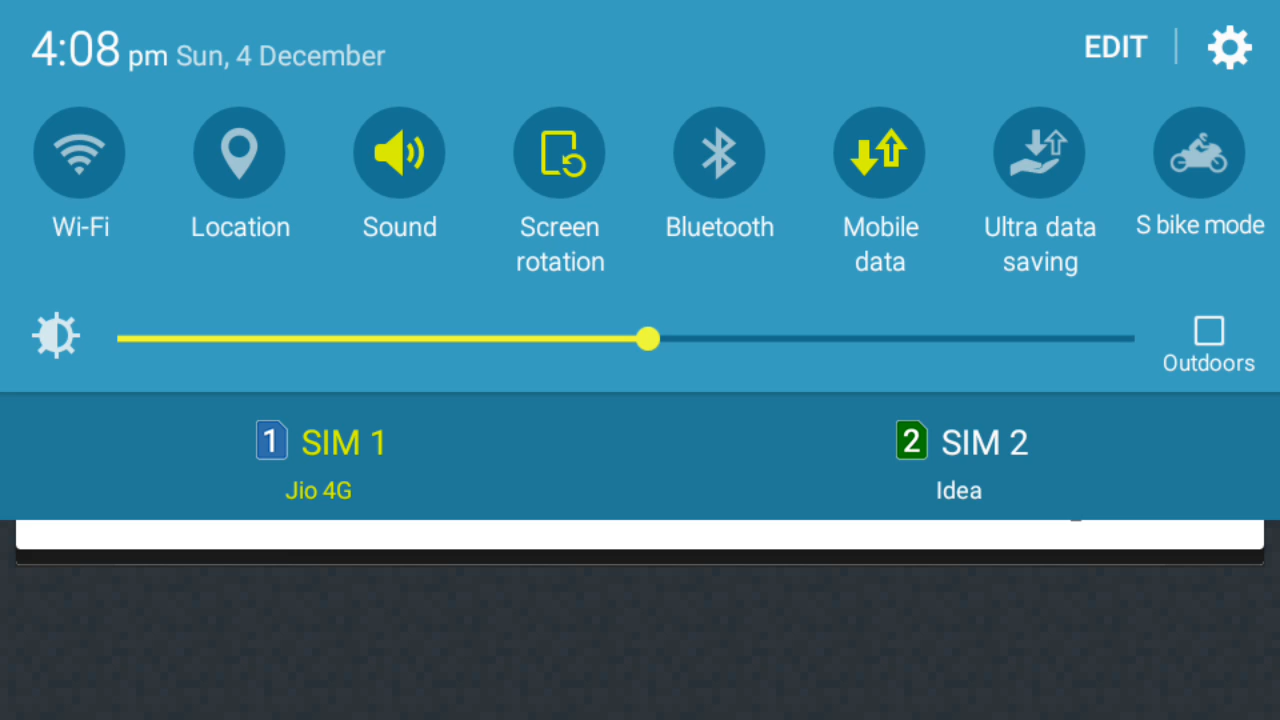 4:08 pm Sun, 4 December EDIT
Wi-Fi Location Sound Screen rotation Bluetooth Mobile data Ultra data saving S bike mode
Outdoors
1 SIM 1 2 SIM 2
Jio 4G Idea